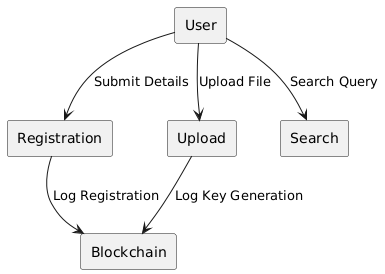 User
Submit Details
Upload File
Search Query
Registration
Upload
Search
Log Registration
Log Key Generation
Blockchain